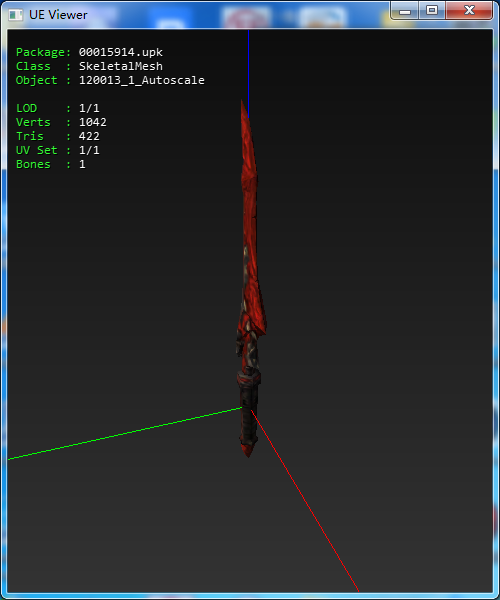 UE Viewer
Package: 00015914.upk
Class : SkeletalMesh
Object : 120013_1_Autoscale
LOD : 1/1
Verts : 1042
Tris : 422
UV Set : 1/1
Bones : 1